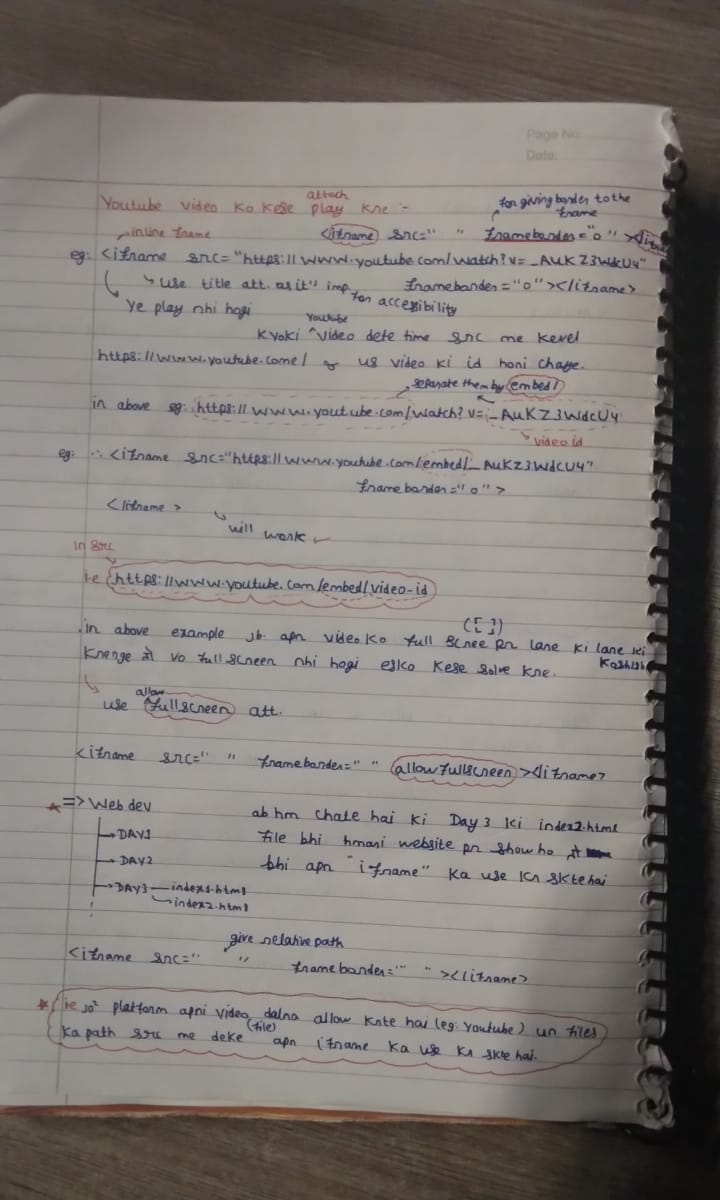 Page No.
Date:
attach
Youtube video ko kese play kre :-
for giving border to the frame
inline frame
<iframe> src=" " frameborder="0"></ifra
eg: <iframe src="https://www.youtube.com/watch?v=_AUKZ3WdcU4"
frameborder="0"></iframe>
use title att. as it's imp. for accessibility
Ye play nhi hogi
Kyoki Youtube video dete time src me kevel
https://www.youtube.come/ & us video ki id honi chaye.
separate them by embed/
in above eg: https://www.youtube.com/watch?v=_AUKZ3WdcU4
video id
eg: ∴ <iframe src="https://www.youtube.com/embed/_AUKZ3WdCU4"
frameborder="0">
</iframe>
will work ✓
In src
i.e https://www.youtube.com/embed/video-id
([ ])
in above example jb apn video ko full scree pr lane ki lane ki koshish
krenge to vo full screen nhi hogi esko kese solve kre.
use allow fullscreen att.
<iframe src=" " frameborder=" " allowfullscreen></iframe>
* => Web dev
ab hm chate hai ki Day 3 ki index2.html
DAY1
file bhi hmari website pr show ho
DAY2
bhi apn "iframe" ka use kr skte hai
DAY3 index1.html
index2.html
give relative path
<iframe src=" " frameborder=" "></iframe>
* ie jo platform apni video (file) dalna allow krte hai (eg: youtube) un files
ka path src me deke apn iframe ka use kr skte hai.